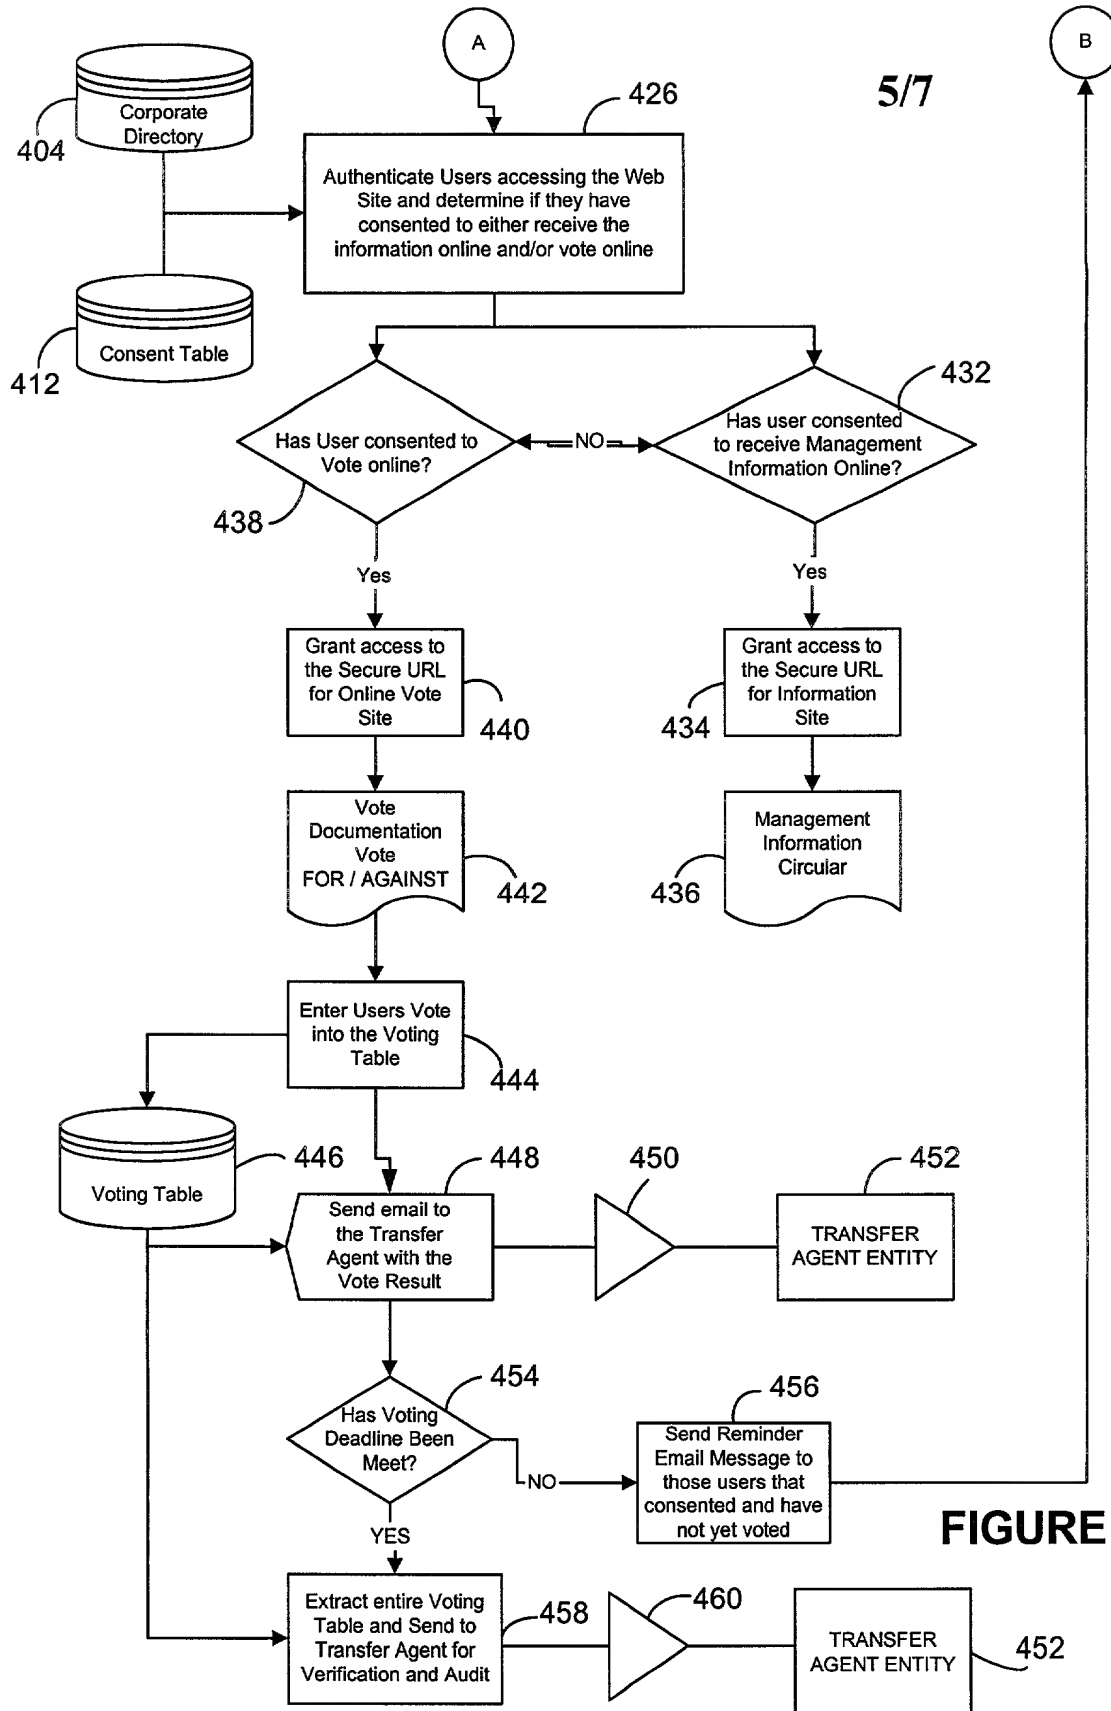 A
B
5/7
426
Corporate
Directory
404
Authenticate Users accessing the Web
Site and determine if they have
consented to either receive the
information online and/or vote online
Consent Table
412
432
Has User consented to
Vote online?
NO
Has user consented
to receive Management
Information Online?
438
Yes
Yes
Grant access to
the Secure URL
for Online Vote
Site
440
Grant access to
the Secure URL
for Information
Site
434
Vote
Documentation
Vote
FOR / AGAINST
442
Management
Information
Circular
436
Enter Users Vote
into the Voting
Table
444
Voting Table
446
448
450
452
Send email to
the Transfer
Agent with the
Vote Result
TRANSFER
AGENT ENTITY
454
Has Voting
Deadline Been
Meet?
456
NO
Send Reminder
Email Message to
those users that
consented and have
not yet voted
FIGURE
YES
Extract entire Voting
Table and Send to
Transfer Agent for
Verification and Audit
458
460
TRANSFER
AGENT ENTITY
452